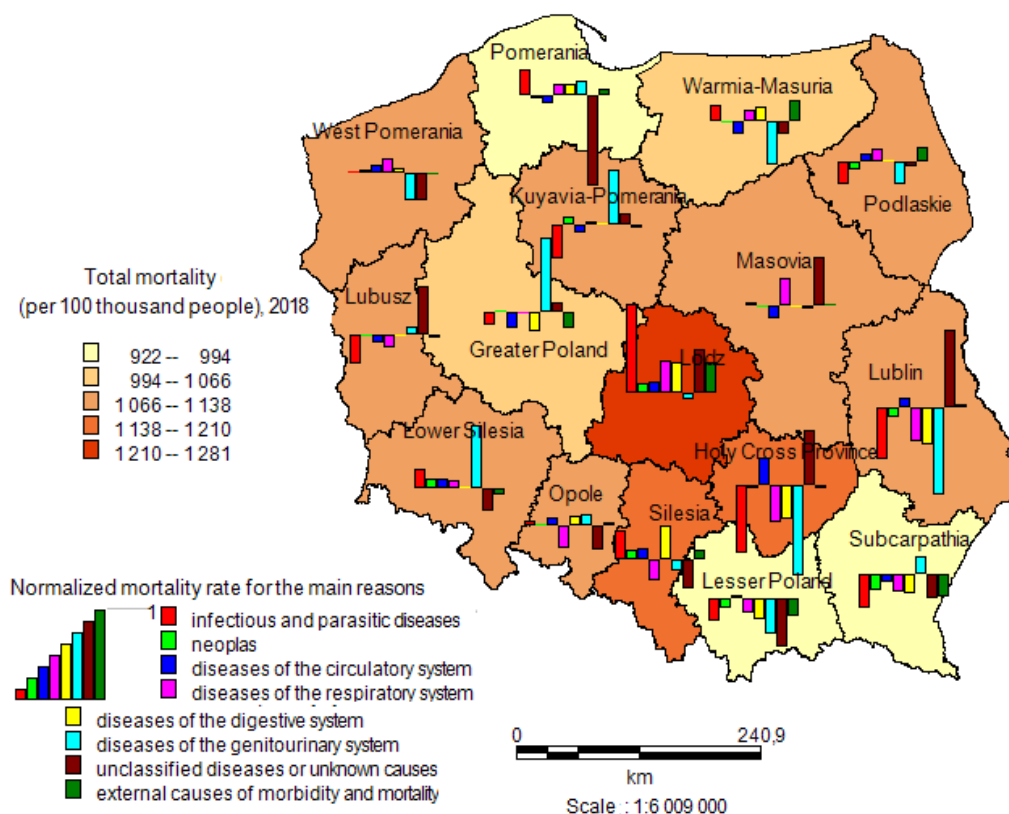 Pomerania
Warmia-Masuria
West Pomerania
Kuyavia-Pomerania
Podlaskie
Masovia
Total mortality
(per 100 thousand people), 2018
922 -- 994
994 -- 1 066
1 066 -- 1 138
1 138 -- 1 210
1 210 -- 1 281
Lubusz
Greater Poland
Lodz
Lublin
Lower Silesia
Holy Cross Province
Opole
Silesia
Subcarpathia
Lesser Poland
Normalized mortality rate for the main reasons
1
infectious and parasitic diseases
neoplas
diseases of the circulatory system
diseases of the respiratory system
diseases of the digestive system
diseases of the genitourinary system
unclassified diseases or unknown causes
external causes of morbidity and mortality
0 240,9
km
Scale : 1:6 009 000